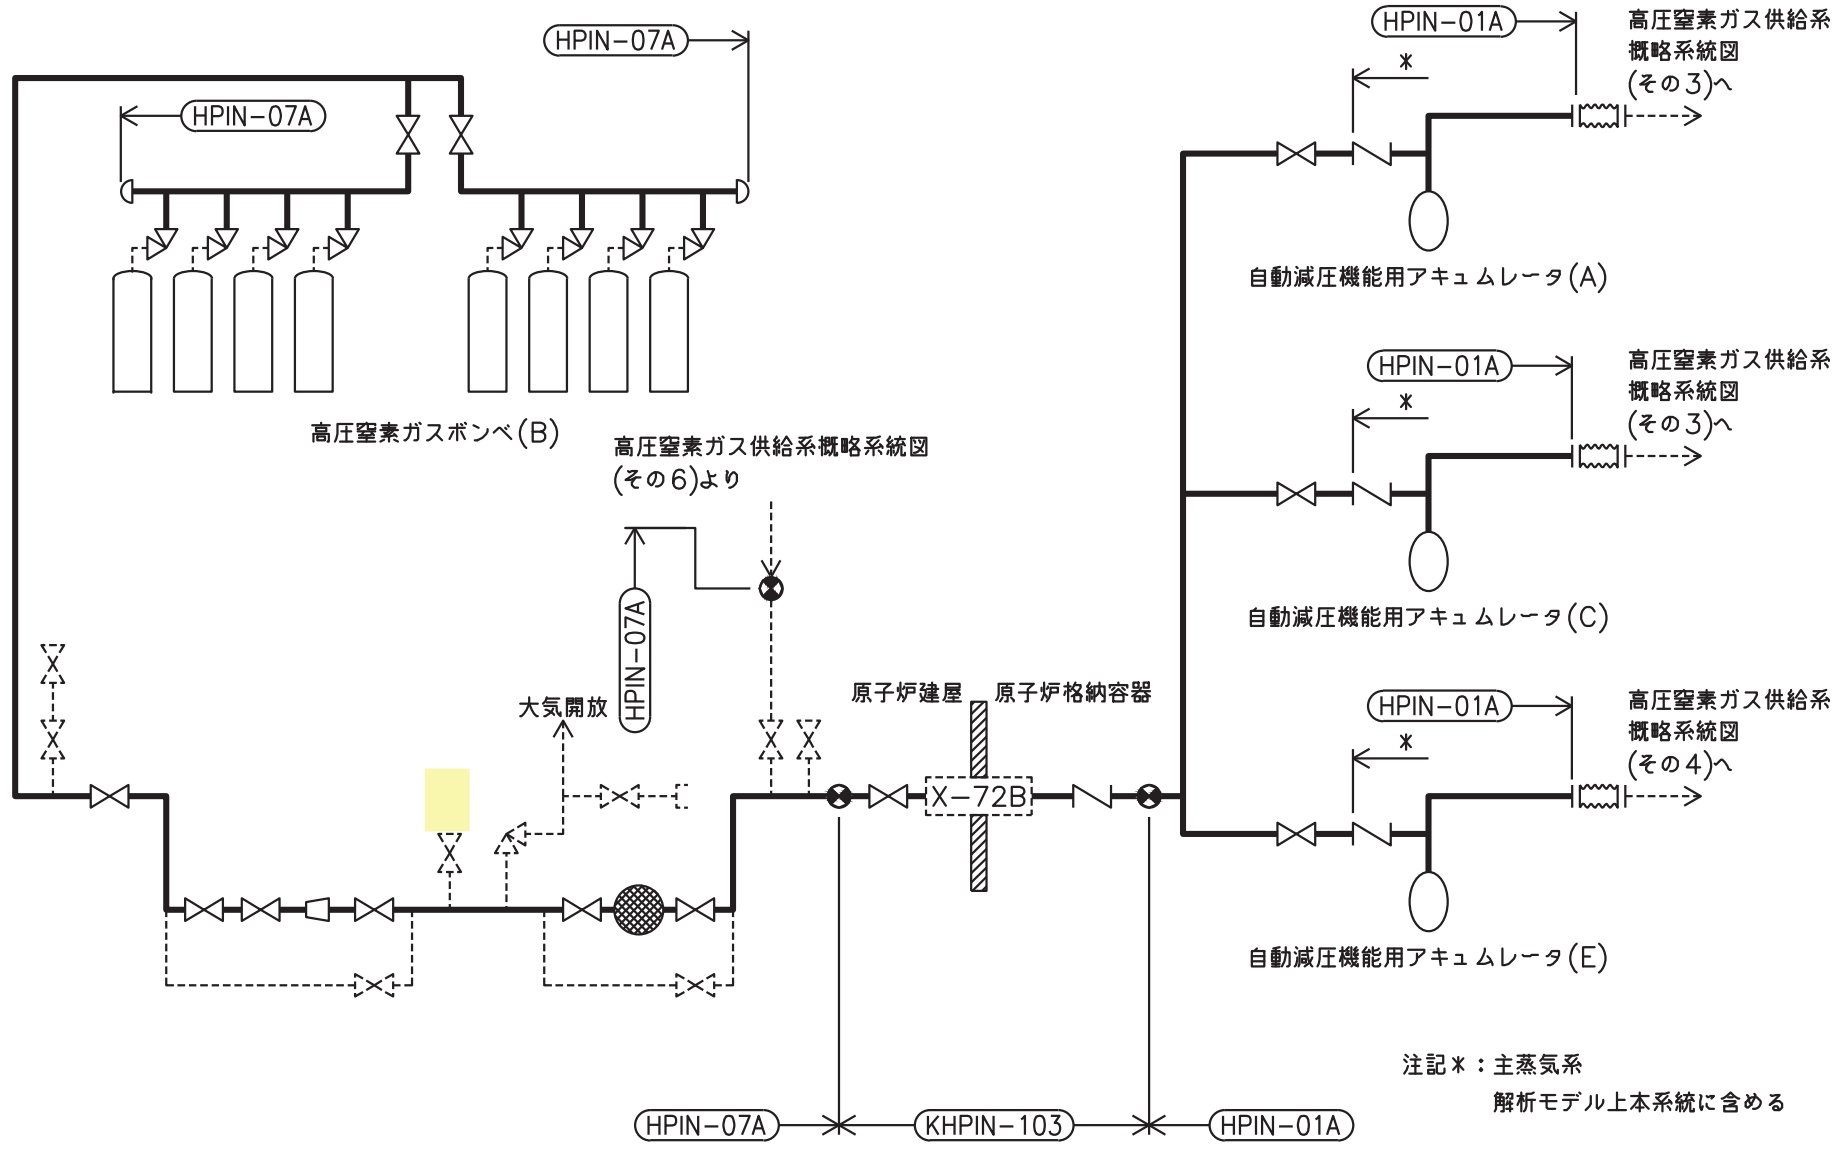 HPIN-01A
高圧窒素ガス供給系
概略系統図
(その3)へ
*
HPIN-07A
HPIN-07A
自動減圧機能用アキュムレータ(A)
HPIN-01A
高圧窒素ガス供給系
概略系統図
(その3)へ
*
高圧窒素ガスボンベ(B)
高圧窒素ガス供給系概略系統図
(その6)より
HPIN-07A
自動減圧機能用アキュムレータ(C)
大気開放
原子炉建屋
原子炉格納容器
HPIN-01A
高圧窒素ガス供給系
概略系統図
(その4)へ
*
X-72B
自動減圧機能用アキュムレータ(E)
注記*:主蒸気系
解析モデル上本系統に含める
HPIN-07A
KHPIN-103
HPIN-01A